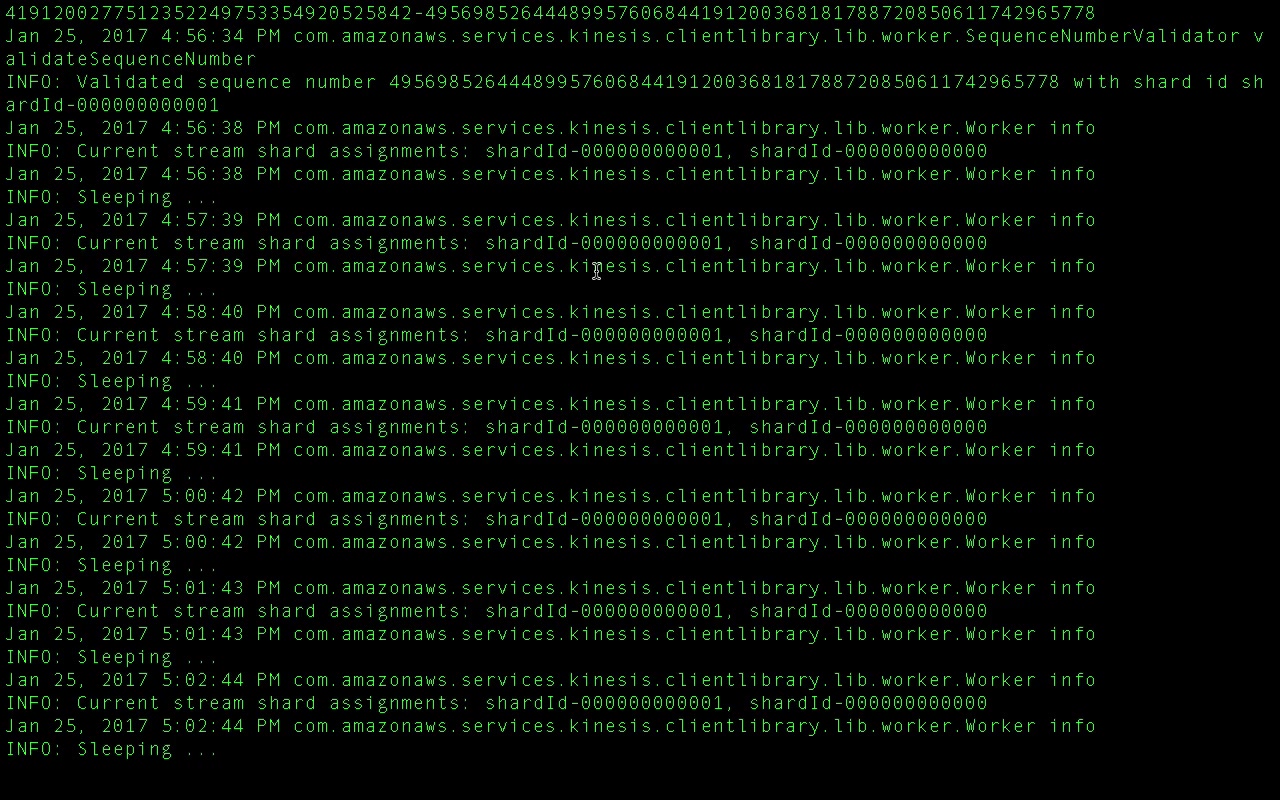 41912002775123522497533549205258​42-49569852644489957606844191200368181788720850611742965778
Jan 25, 2017 4:56:34 PM com.amazonaws.services.kinesis.clientlibrary.lib.worker.SequenceNumberValidator v
alidateSequenceNumber
INFO: Validated sequence number 49569852644489957606844191200368181788720850611742965778 with shard id sh
ardId-000000000001
Jan 25, 2017 4:56:38 PM com.amazonaws.services.kinesis.clientlibrary.lib.worker.Worker info
INFO: Current stream shard assignments: shardId-000000000001, shardId-000000000000
Jan 25, 2017 4:56:38 PM com.amazonaws.services.kinesis.clientlibrary.lib.worker.Worker info
INFO: Sleeping ...
Jan 25, 2017 4:57:39 PM com.amazonaws.services.kinesis.clientlibrary.lib.worker.Worker info
INFO: Current stream shard assignments: shardId-000000000001, shardId-000000000000
Jan 25, 2017 4:57:39 PM com.amazonaws.services.kinesis.clientlibrary.lib.worker.Worker info
INFO: Sleeping ...
Jan 25, 2017 4:58:40 PM com.amazonaws.services.kinesis.clientlibrary.lib.worker.Worker info
INFO: Current stream shard assignments: shardId-000000000001, shardId-000000000000
Jan 25, 2017 4:58:40 PM com.amazonaws.services.kinesis.clientlibrary.lib.worker.Worker info
INFO: Sleeping ...
Jan 25, 2017 4:59:41 PM com.amazonaws.services.kinesis.clientlibrary.lib.worker.Worker info
INFO: Current stream shard assignments: shardId-000000000001, shardId-000000000000
Jan 25, 2017 4:59:41 PM com.amazonaws.services.kinesis.clientlibrary.lib.worker.Worker info
INFO: Sleeping ...
Jan 25, 2017 5:00:42 PM com.amazonaws.services.kinesis.clientlibrary.lib.worker.Worker info
INFO: Current stream shard assignments: shardId-000000000001, shardId-000000000000
Jan 25, 2017 5:00:42 PM com.amazonaws.services.kinesis.clientlibrary.lib.worker.Worker info
INFO: Sleeping ...
Jan 25, 2017 5:01:43 PM com.amazonaws.services.kinesis.clientlibrary.lib.worker.Worker info
INFO: Current stream shard assignments: shardId-000000000001, shardId-000000000000
Jan 25, 2017 5:01:43 PM com.amazonaws.services.kinesis.clientlibrary.lib.worker.Worker info
INFO: Sleeping ...
Jan 25, 2017 5:02:44 PM com.amazonaws.services.kinesis.clientlibrary.lib.worker.Worker info
INFO: Current stream shard assignments: shardId-000000000001, shardId-000000000000
Jan 25, 2017 5:02:44 PM com.amazonaws.services.kinesis.clientlibrary.lib.worker.Worker info
INFO: Sleeping ...